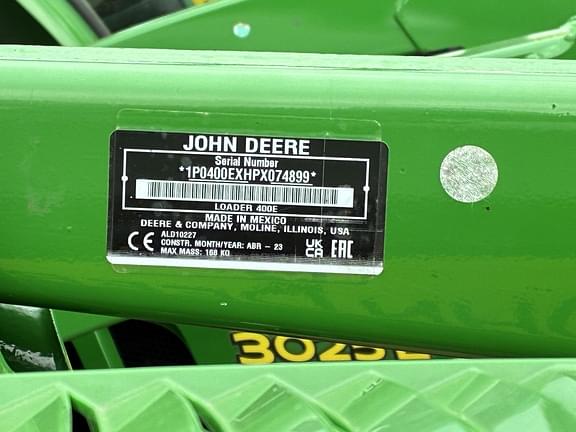 JOHN DEERE
Serial Number
*1P0400EXHPX074899*
LOADER 400E
MADE IN MEXICO
DEERE & COMPANY, MOLINE, ILLINOIS, USA
ALD10227
CONSTR. MONTH/YEAR: ABR - 23
MAX MASS: 168 KG
CE
UK CA EAC
3025E